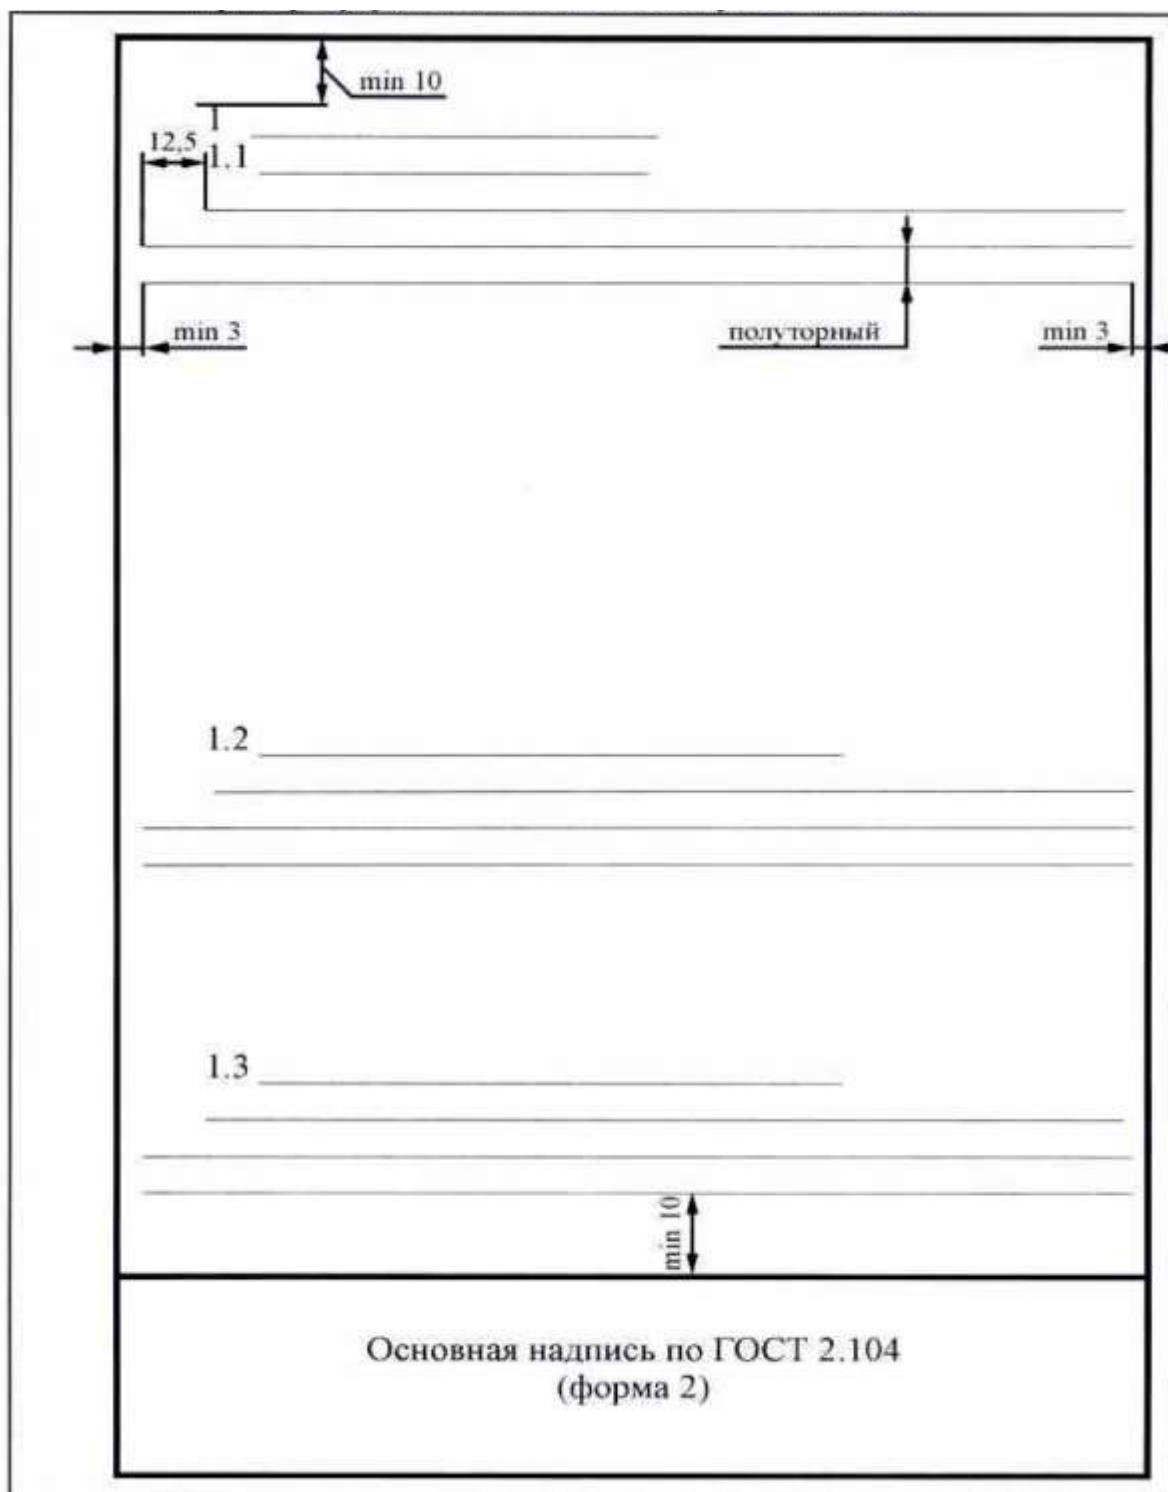 min 10
1
12,5
1.1
min 3
полуторный
min 3
1.2
1.3
min 10
Основная надпись по ГОСТ 2.104
(форма 2)